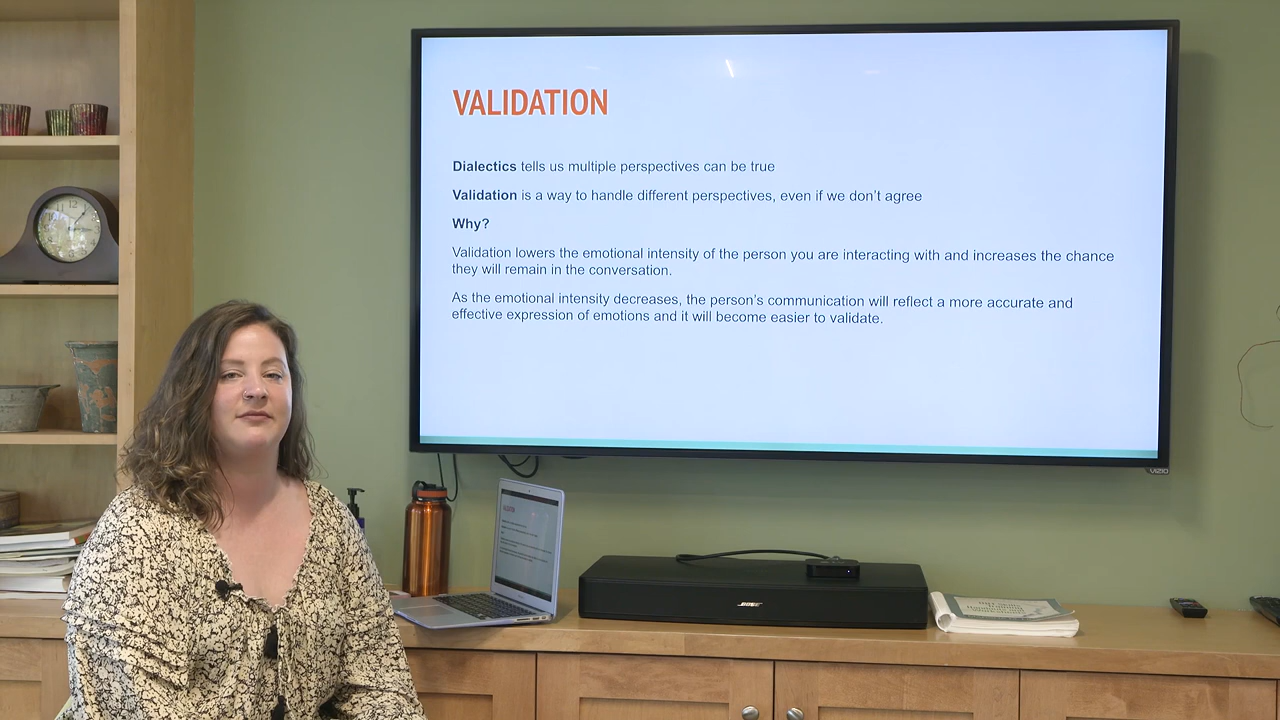 VALIDATION
Dialectics tells us multiple perspectives can be true
Validation is a way to handle different perspectives, even if we don't agree
Why?
Validation lowers the emotional intensity of the person you are interacting with and increases the chance
they will remain in the conversation.
As the emotional intensity decreases, the person's communication will reflect a more accurate and
effective expression of emotions and it will become easier to validate.
VIZIO
BOSE